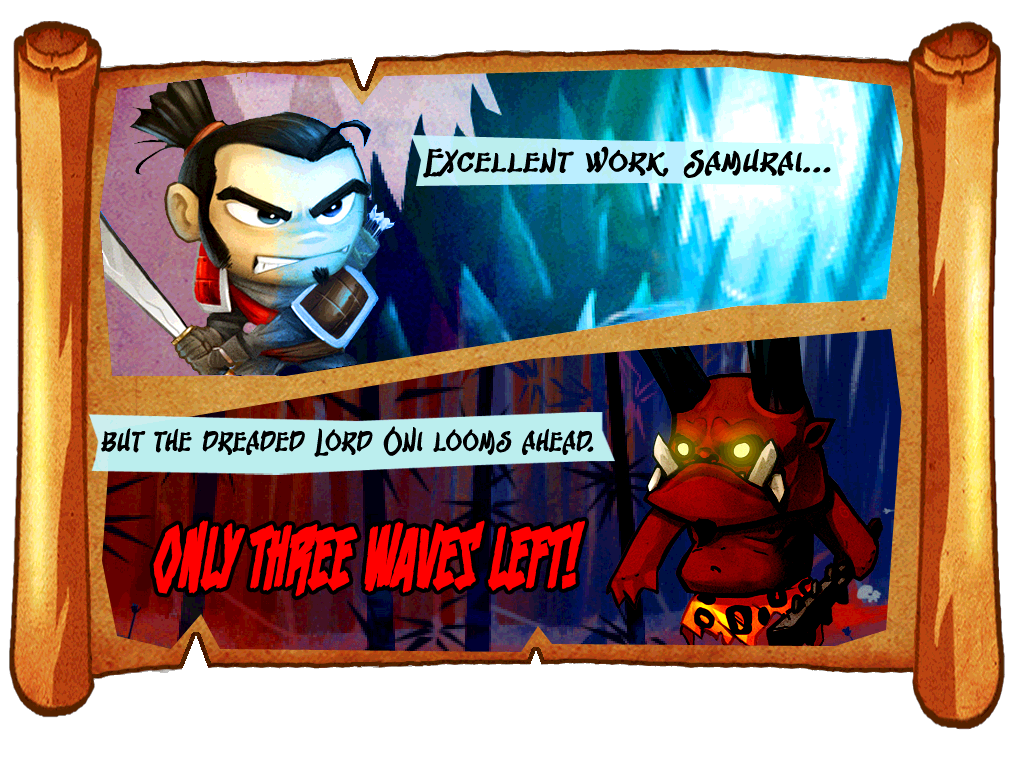 Excellent work, Samurai...
but the dreaded Lord Oni looms ahead.
Only three waves left!